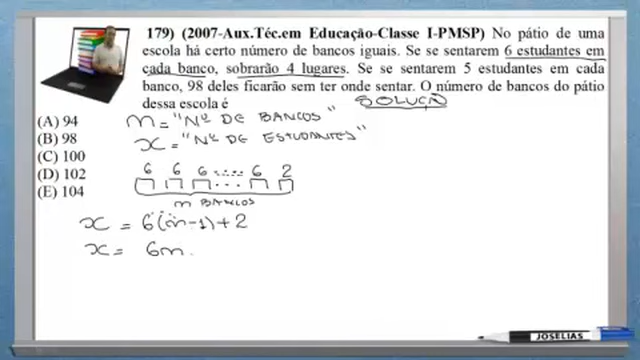 179) (2007-Aux.Téc.em Educação-Classe I-PMSP) No pátio de uma
escola há certo número de bancos iguais. Se se sentarem 6 estudantes em
cada banco, sobrarão 4 lugares. Se se sentarem 5 estudantes em cada
banco, 98 deles ficarão sem ter onde sentar. O número de bancos do pátio
dessa escola é
SOLUÇÃO
(A) 94
(B) 98
(C) 100
(D) 102
(E) 104
m = "Nº DE BANCOS"
x = "Nº DE ESTUDANTES"
6 6 6 ..... 6 2
...
m BANCOS
x = 6(m-1)+2
x = 6m
JOSELIAS